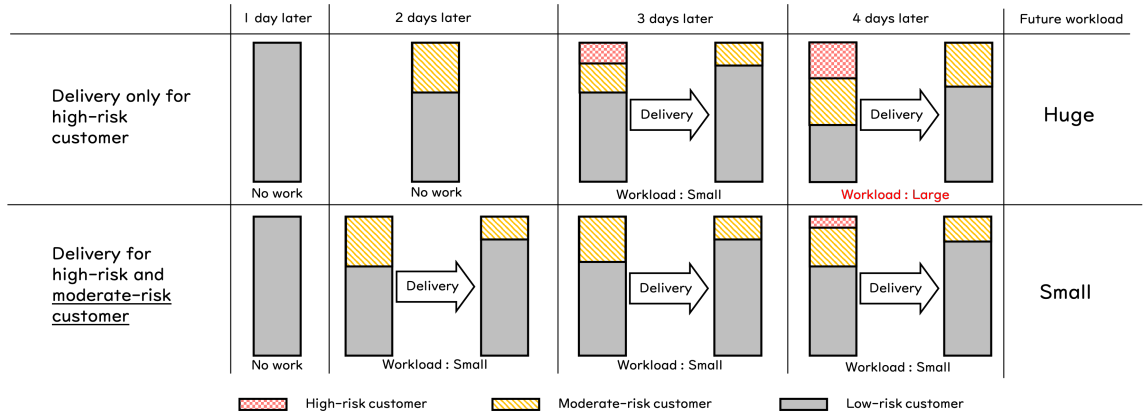 1 day later
2 days later
3 days later
4 days later
Future workload
Delivery only for
high-risk
customer
No work
No work
Delivery
Workload : Small
Delivery
Workload : Large
Huge
Delivery for
high-risk and
moderate-risk
customer
No work
Delivery
Workload : Small
Delivery
Workload : Small
Delivery
Workload : Small
Small
High-risk customer
Moderate-risk customer
Low-risk customer